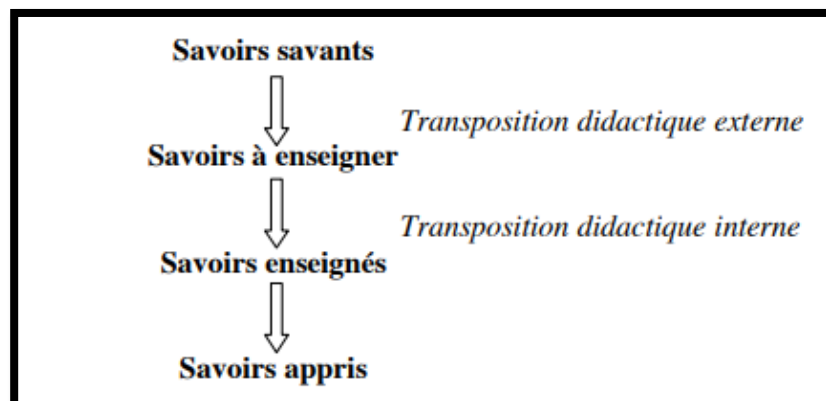 Savoirs savants
Transposition didactique externe
Savoirs à enseigner
Transposition didactique interne
Savoirs enseignés
Savoirs appris